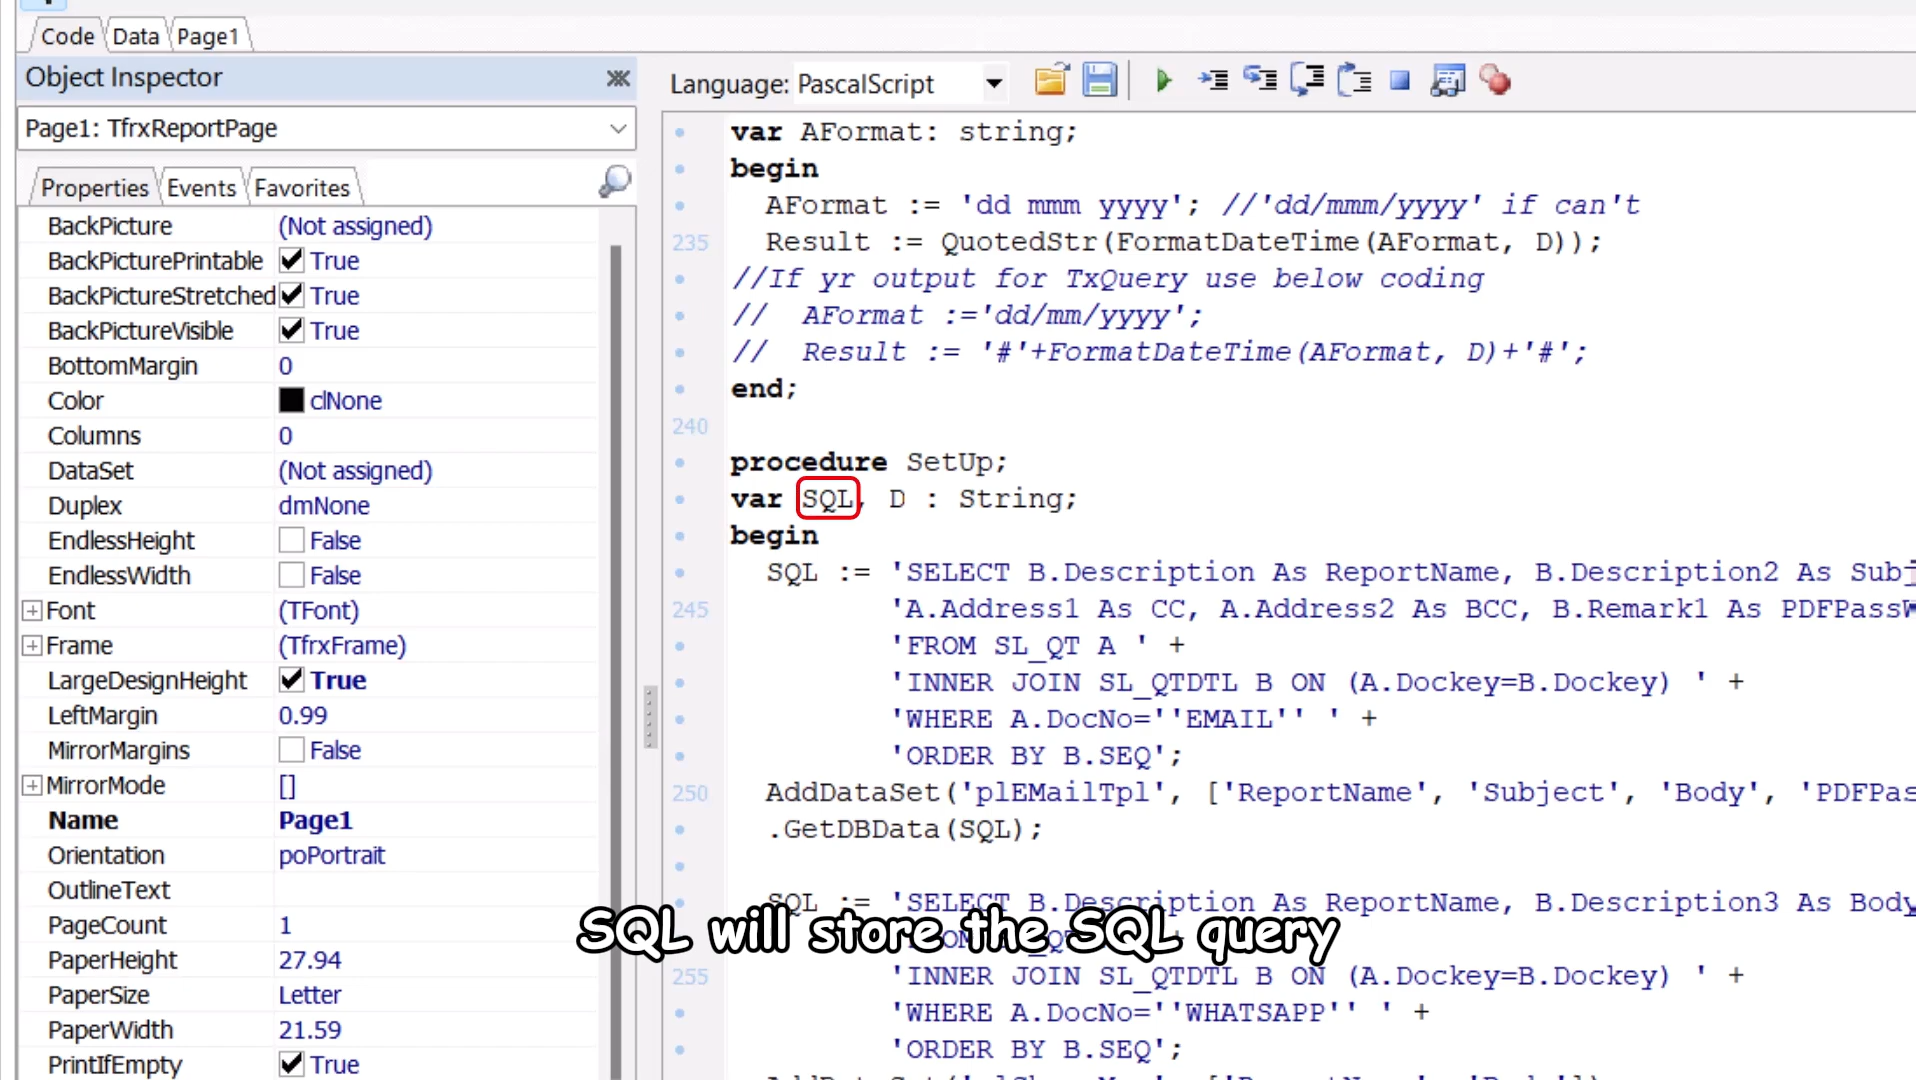 Code Data Page1
Object Inspector
Page1: TfrxReportPage
Properties Events Favorites
BackPicture (Not assigned)
BackPicturePrintable True
BackPictureStretched True
BackPictureVisible True
BottomMargin 0
Color clNone
Columns 0
DataSet (Not assigned)
Duplex dmNone
EndlessHeight False
EndlessWidth False
Font (TFont)
Frame (TfrxFrame)
LargeDesignHeight True
LeftMargin 0.99
MirrorMargins False
MirrorMode []
Name Page1
Orientation poPortrait
OutlineText
PageCount 1
PaperHeight 27.94
PaperSize Letter
PaperWidth 21.59
PrintIfEmpty True
Language: PascalScript
var AFormat: string;
begin
AFormat := 'dd mmm yyyy'; //'dd/mmm/yyyy' if can't
235 Result := QuotedStr(FormatDateTime(AFormat, D));
//If yr output for TxQuery use below coding
// AFormat :='dd/mm/yyyy';
// Result := '#'+FormatDateTime(AFormat, D)+'#';
end;
240
procedure SetUp;
var SQL, D : String;
begin
SQL := 'SELECT B.Description As ReportName, B.Description2 As Subj
245 'A.Address1 As CC, A.Address2 As BCC, B.Remark1 As PDFPassW
'FROM SL_QT A ' +
'INNER JOIN SL_QTDTL B ON (A.Dockey=B.Dockey) ' +
'WHERE A.DocNo=''EMAIL'' ' +
'ORDER BY B.SEQ';
250 AddDataSet('plEMailTpl', ['ReportName', 'Subject', 'Body', 'PDFPas
.GetDBData(SQL);
SQL := 'SELECT B.Description As ReportName, B.Description3 As Body
SQL will store the SQL query
255 'INNER JOIN SL_QTDTL B ON (A.Dockey=B.Dockey) ' +
'WHERE A.DocNo=''WHATSAPP'' ' +
'ORDER BY B.SEQ';